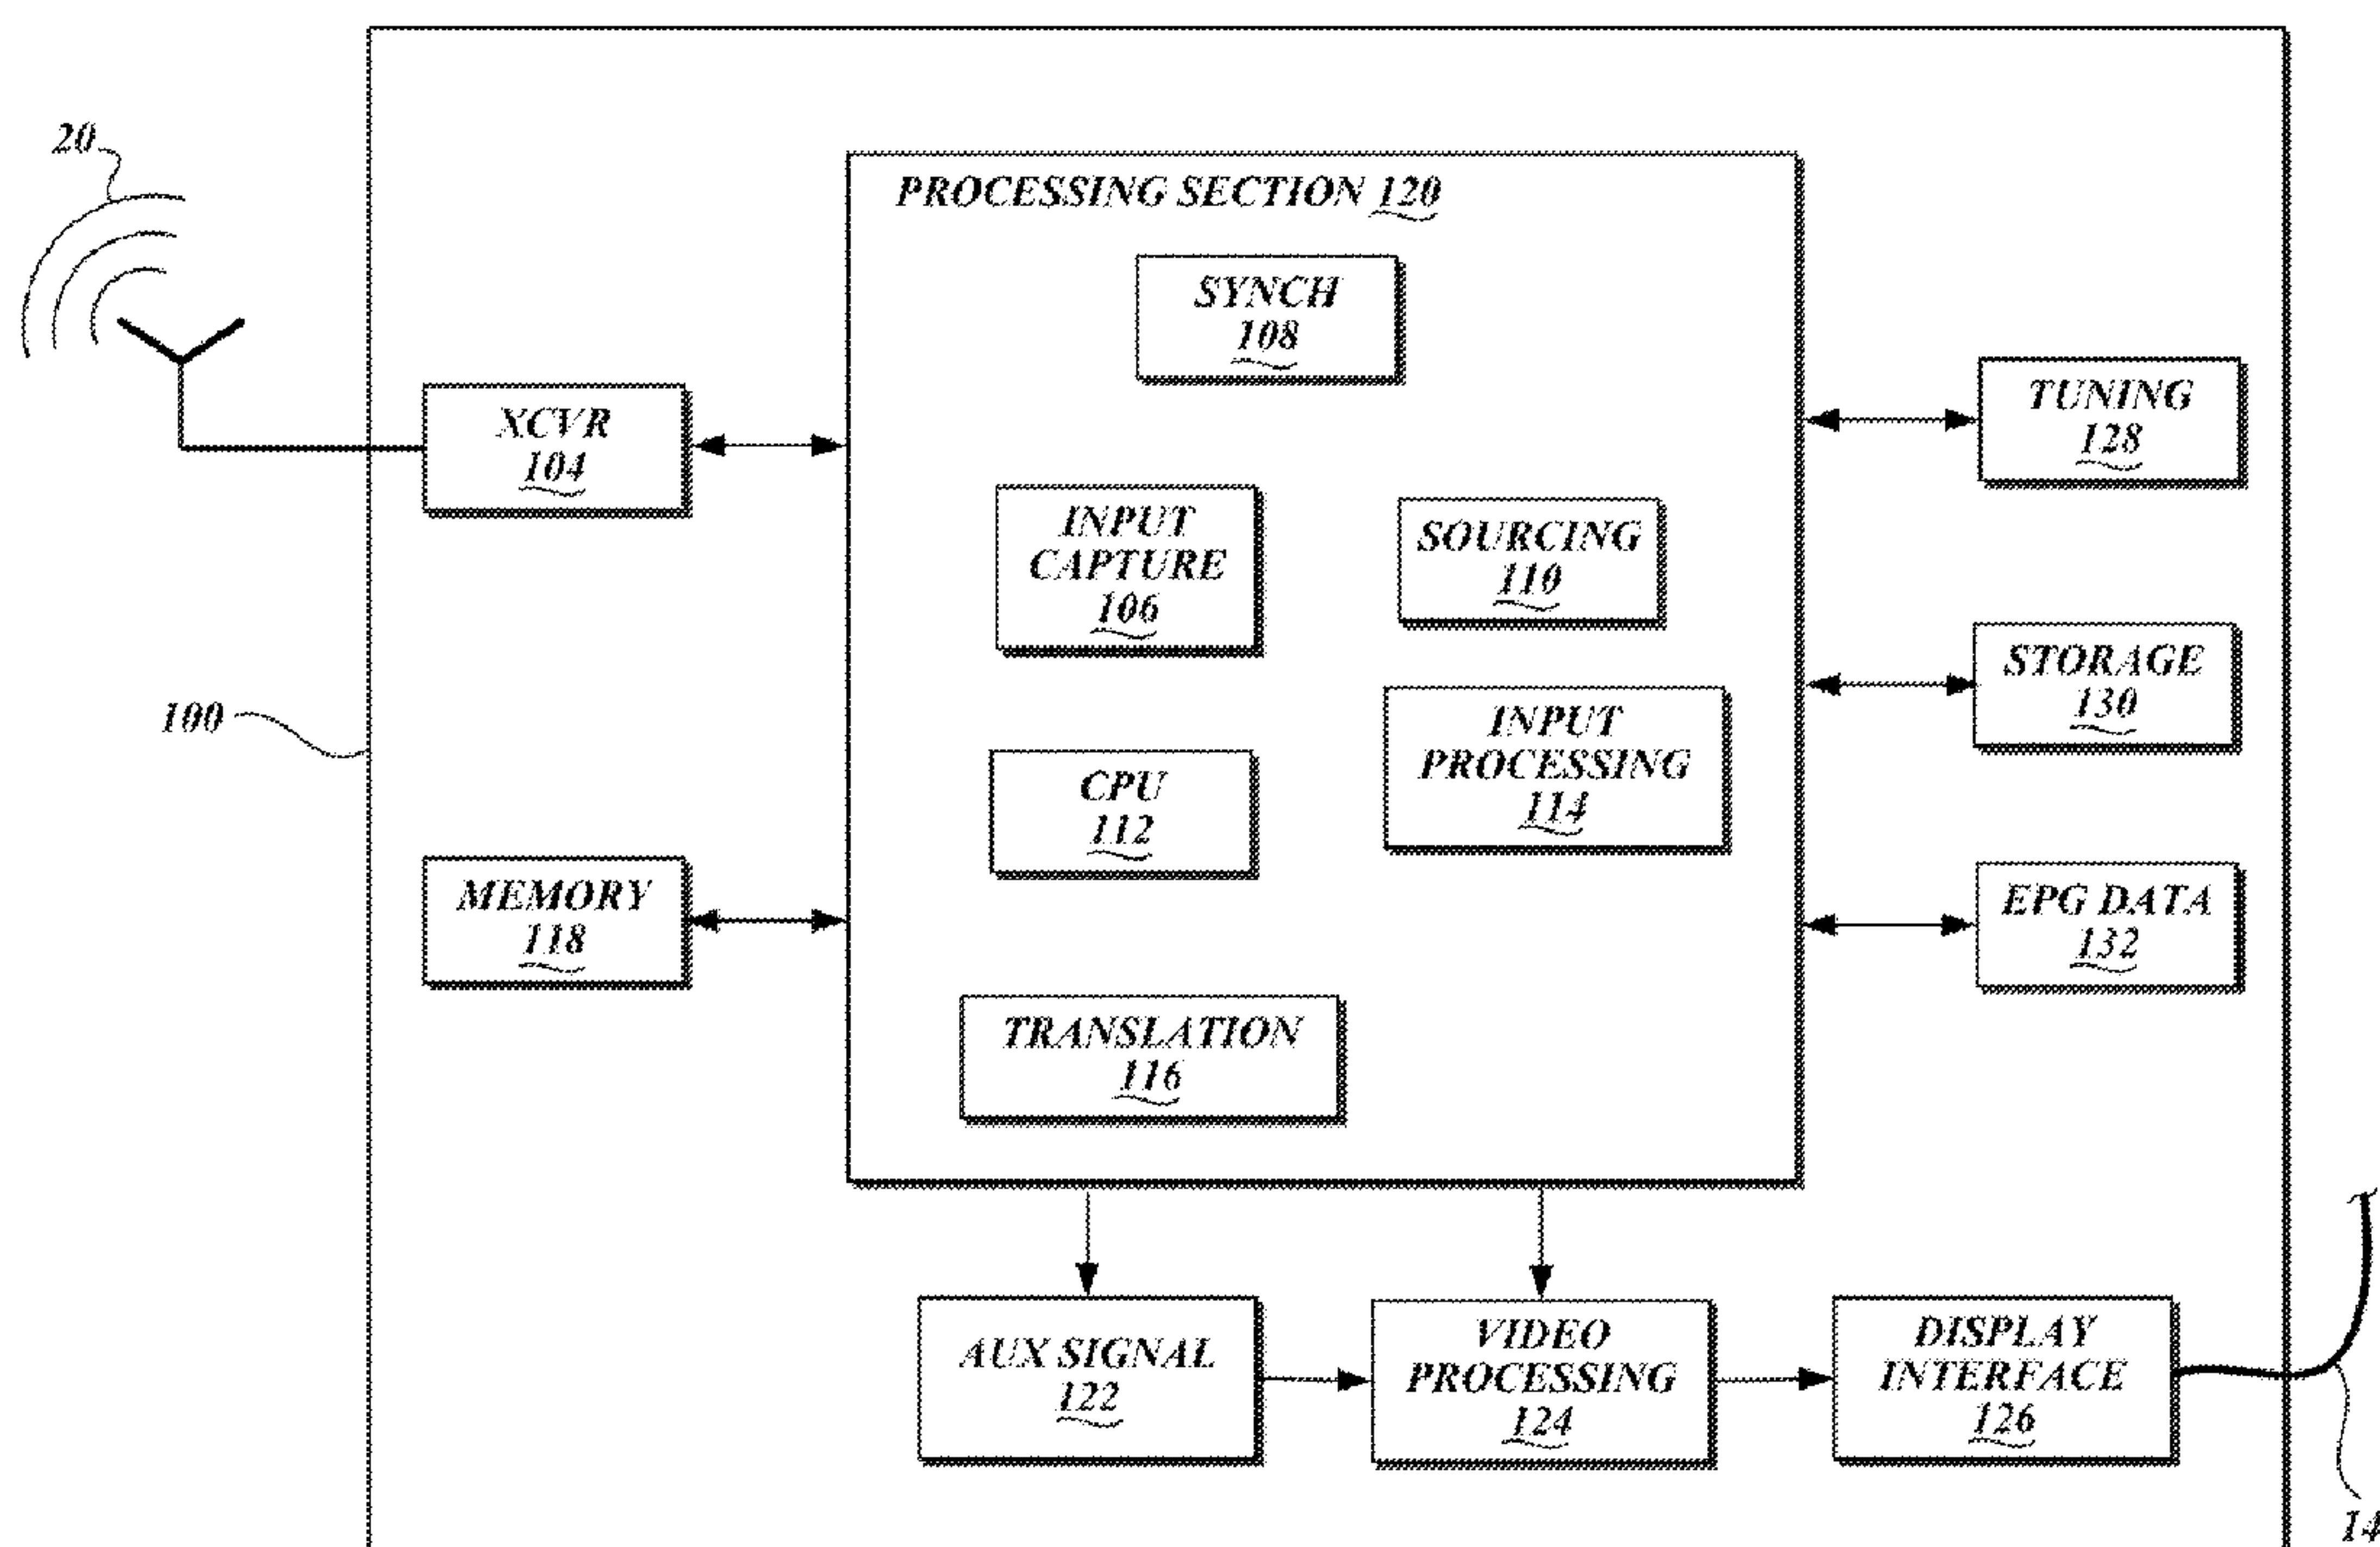 20
PROCESSING SECTION 120
SYNCH
108
XCVR
104
TUNING
128
INPUT
CAPTURE
106
SOURCING
110
STORAGE
130
100
INPUT
PROCESSING
114
CPU
112
MEMORY
118
EPG DATA
132
TRANSLATION
116
AUX SIGNAL
122
VIDEO
PROCESSING
124
DISPLAY
INTERFACE
126
14